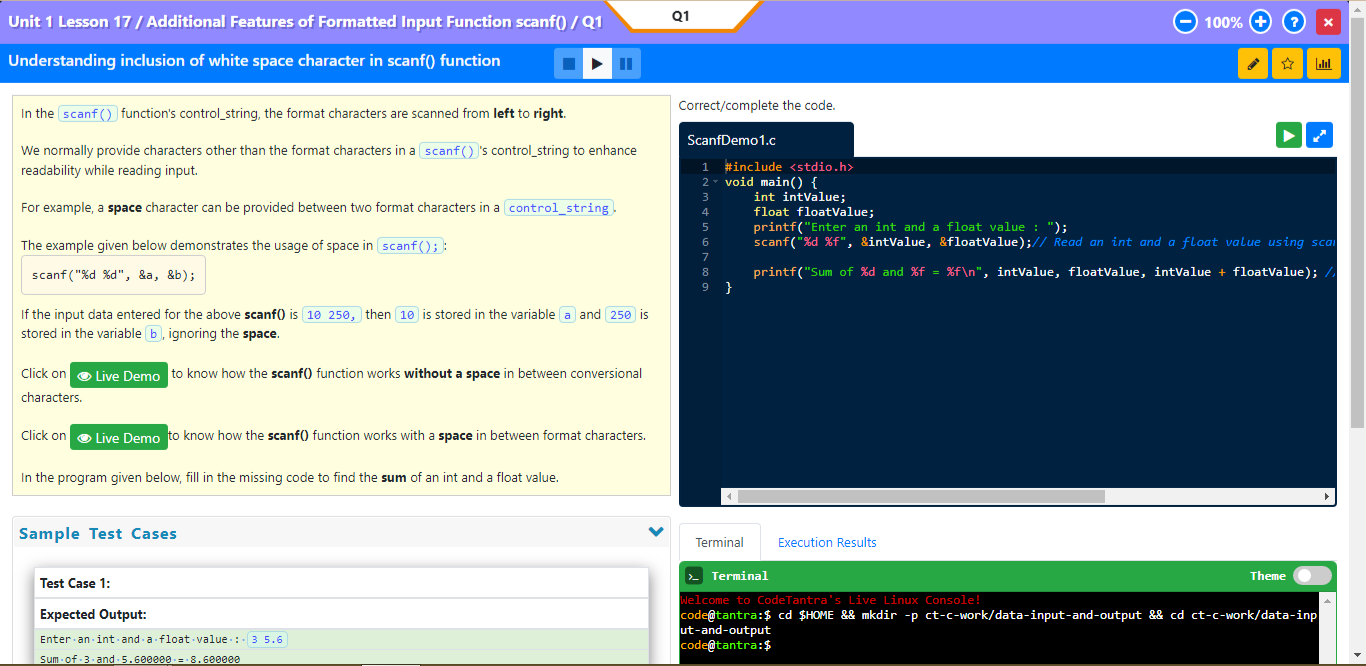 Unit 1 Lesson 17 / Additional Features of Formatted Input Function scanf() / Q1
Q1
100%
Understanding inclusion of white space character in scanf() function
In the scanf() function's control_string, the format characters are scanned from left to right.
We normally provide characters other than the format characters in a scanf() 's control_string to enhance
readability while reading input.
For example, a space character can be provided between two format characters in a control_string.
The example given below demonstrates the usage of space in scanf(); :
scanf("%d %d", &a, &b);
If the input data entered for the above scanf() is 10 250, then 10 is stored in the variable a and 250 is
stored in the variable b , ignoring the space.
Click on Live Demo to know how the scanf() function works without a space in between conversional
characters.
Click on Live Demo to know how the scanf() function works with a space in between format characters.
In the program given below, fill in the missing code to find the sum of an int and a float value.
Sample Test Cases
Test Case 1:
Expected Output:
Enter·an·int·and·a·float·value·:· 3 5.6
Sum·of·3·and·5.600000·=·8.600000
Correct/complete the code.
ScanfDemo1.c
1 #include <stdio.h>
2 void main() {
3 int intValue;
4 float floatValue;
5 printf("Enter an int and a float value : ");
6 scanf("%d %f", &intValue, &floatValue);// Read an int and a float value using
7
8 printf("Sum of %d and %f = %f\n", intValue, floatValue, intValue + floatValue); //
9 }
Terminal Execution Results
Terminal Theme
Welcome to CodeTantra's Live Linux Console!
code@tantra:$ cd $HOME && mkdir -p ct-c-work/data-input-and-output && cd ct-c-work/data-inp
ut-and-output
code@tantra:$